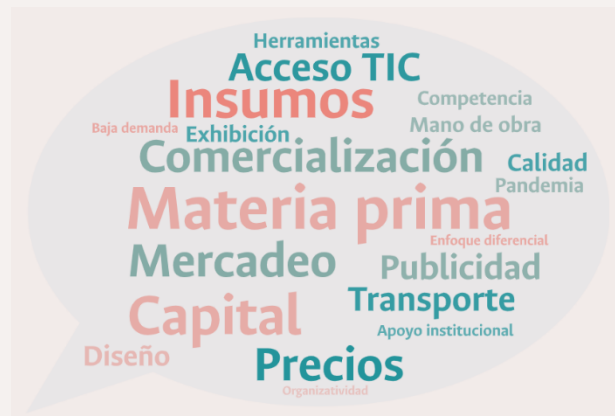 Herramientas
Acceso TIC
Insumos
Competencia
Baja demanda
Exhibición
Mano de obra
Comercialización
Calidad
Pandemia
Materia prima
Enfoque diferencial
Mercadeo
Publicidad
Capital
Transporte
Apoyo institucional
Diseño
Precios
Organizatividad